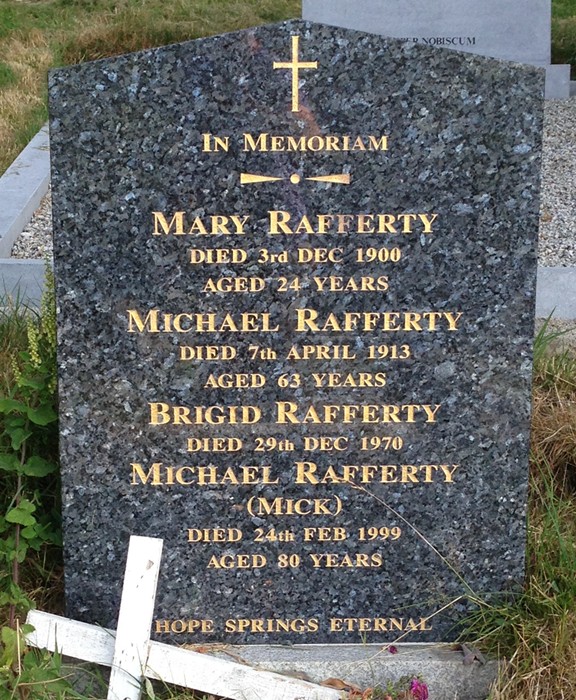 ER NOBISCUM
In Memoriam
Mary Rafferty
DIED 3rd DEC 1900
AGED 24 YEARS
Michael Rafferty
DIED 7th APRIL 1913
AGED 63 YEARS
Brigid Rafferty
DIED 29th DEC 1970
Michael Rafferty
(Mick)
DIED 24th FEB 1999
AGED 80 YEARS
HOPE SPRINGS ETERNAL